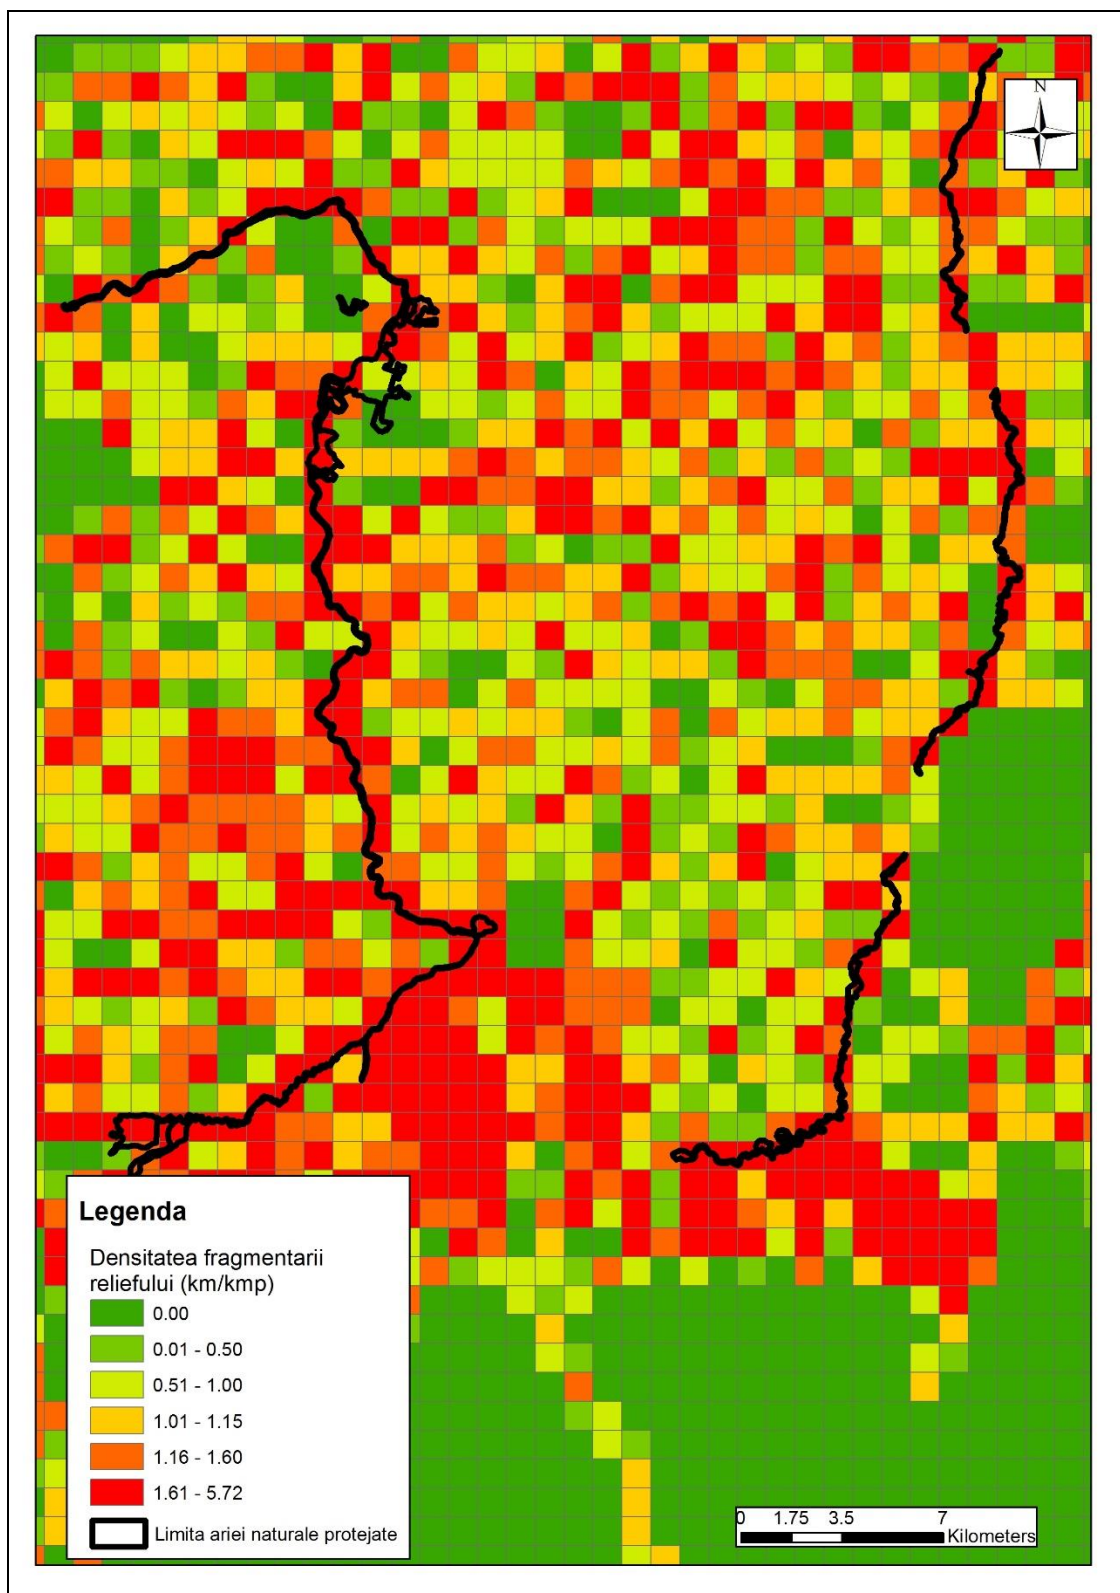 N
Legenda
Densitatea fragmentarii
reliefului (km/kmp)
0.00
0.01 - 0.50
0.51 - 1.00
1.01 - 1.15
1.16 - 1.60
1.61 - 5.72
Limita ariei naturale protejate
0 1.75 3.5 7
Kilometers